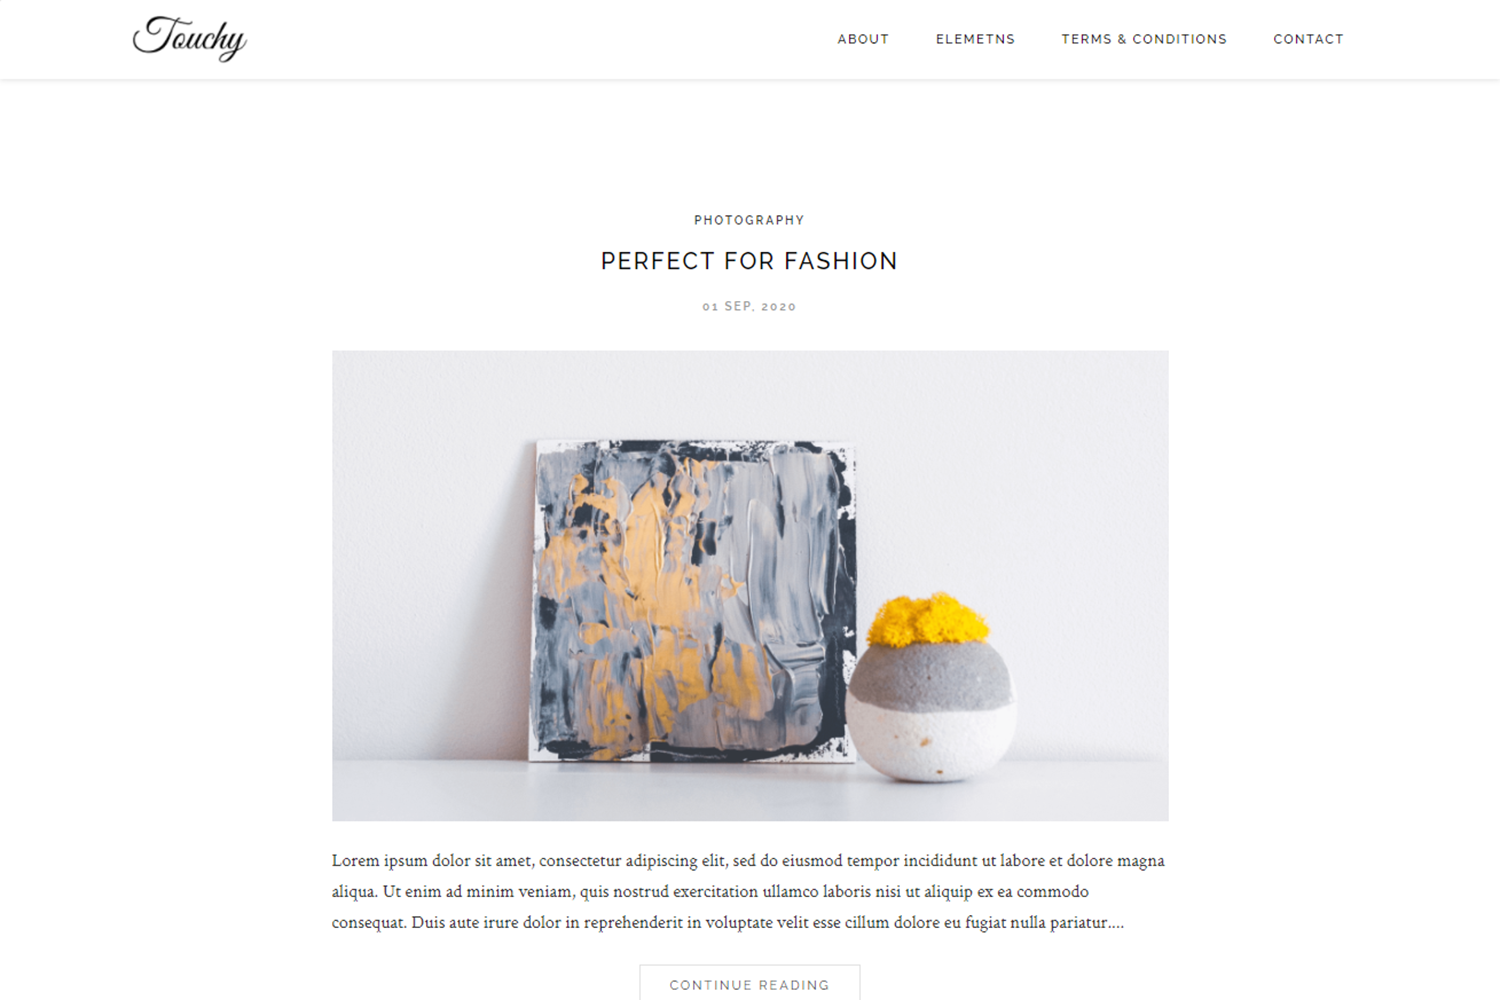 Touchy
ABOUT ELEMETNS TERMS & CONDITIONS CONTACT
PHOTOGRAPHY
PERFECT FOR FASHION
01 SEP, 2020
Lorem ipsum dolor sit amet, consectetur adipiscing elit, sed do eiusmod tempor incididunt ut labore et dolore magna
aliqua. Ut enim ad minim veniam, quis nostrud exercitation ullamco laboris nisi ut aliquip ex ea commodo
consequat. Duis aute irure dolor in reprehenderit in voluptate velit esse cillum dolore eu fugiat nulla pariatur....
CONTINUE READING